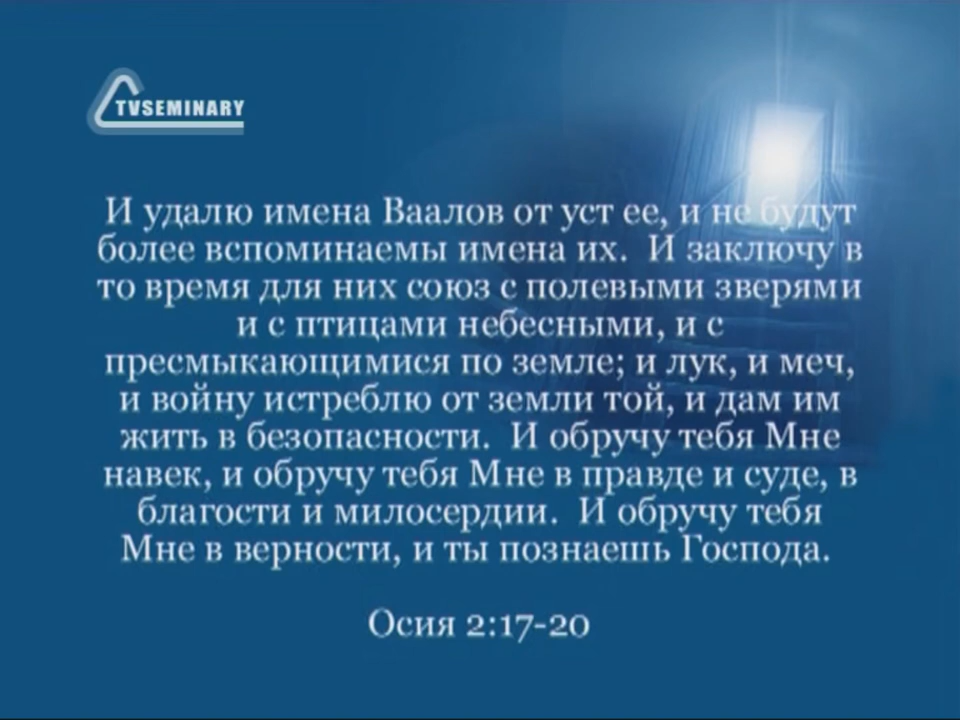 TVSEMINARY
И удалю имена Ваалов от уст ее, и не будут
более вспоминаемы имена их.  И заключу в
то время для них союз с полевыми зверями
и с птицами небесными, и с
пресмыкающимися по земле; и лук, и меч,
и войну истреблю от земли той, и дам им
жить в безопасности.  И обручу тебя Мне
навек, и обручу тебя Мне в правде и суде, в
благости и милосердии.  И обручу тебя
Мне в верности, и ты познаешь Господа.
Осия 2:17-20